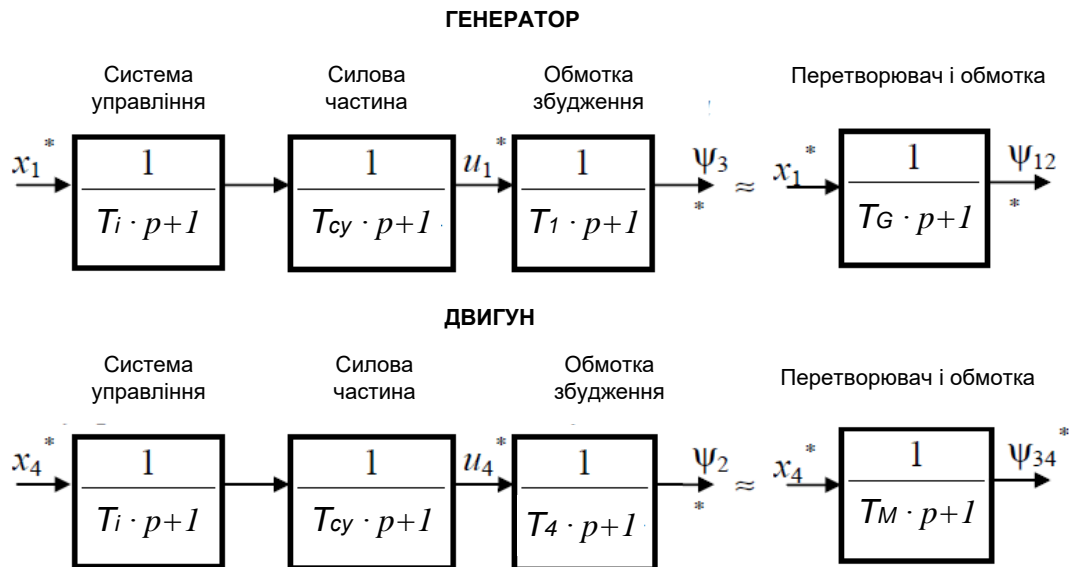 ГЕНЕРАТОР
Система управління
Силова частина
Обмотка збудження
Перетворювач і обмотка
x₁* 1 / (Tᵢ · p+1)
1 / (Tсу · p+1)
u₁* 1 / (T₁ · p+1)
ψ₃* ≈ x₁* 1 / (TG · p+1) ψ₁₂*
ДВИГУН
Система управління
Силова частина
Обмотка збудження
Перетворювач і обмотка
x₄* 1 / (Tᵢ · p+1)
1 / (Tсу · p+1)
u₄* 1 / (T₄ · p+1)
ψ₂* ≈ x₄* 1 / (TM · p+1) ψ₃₄*